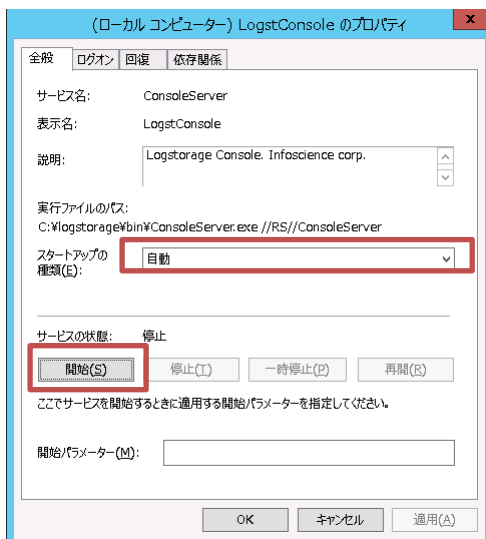 (ローカル コンピューター) LogstConsole のプロパティ
x
全般 ログオン 回復 依存関係
サービス名: ConsoleServer
表示名: LogstConsole
説明: Logstorage Console. Infoscience corp.
実行ファイルのパス:
C:¥logstorage¥bin¥ConsoleServer.exe //RS//ConsoleServer
スタートアップの
種類(E): 自動
サービスの状態: 停止
開始(S) 停止(T) 一時停止(P) 再開(R)
ここでサービスを開始するときに適用する開始パラメーターを指定してください。
開始パラメーター(M):
OK キャンセル 適用(A)